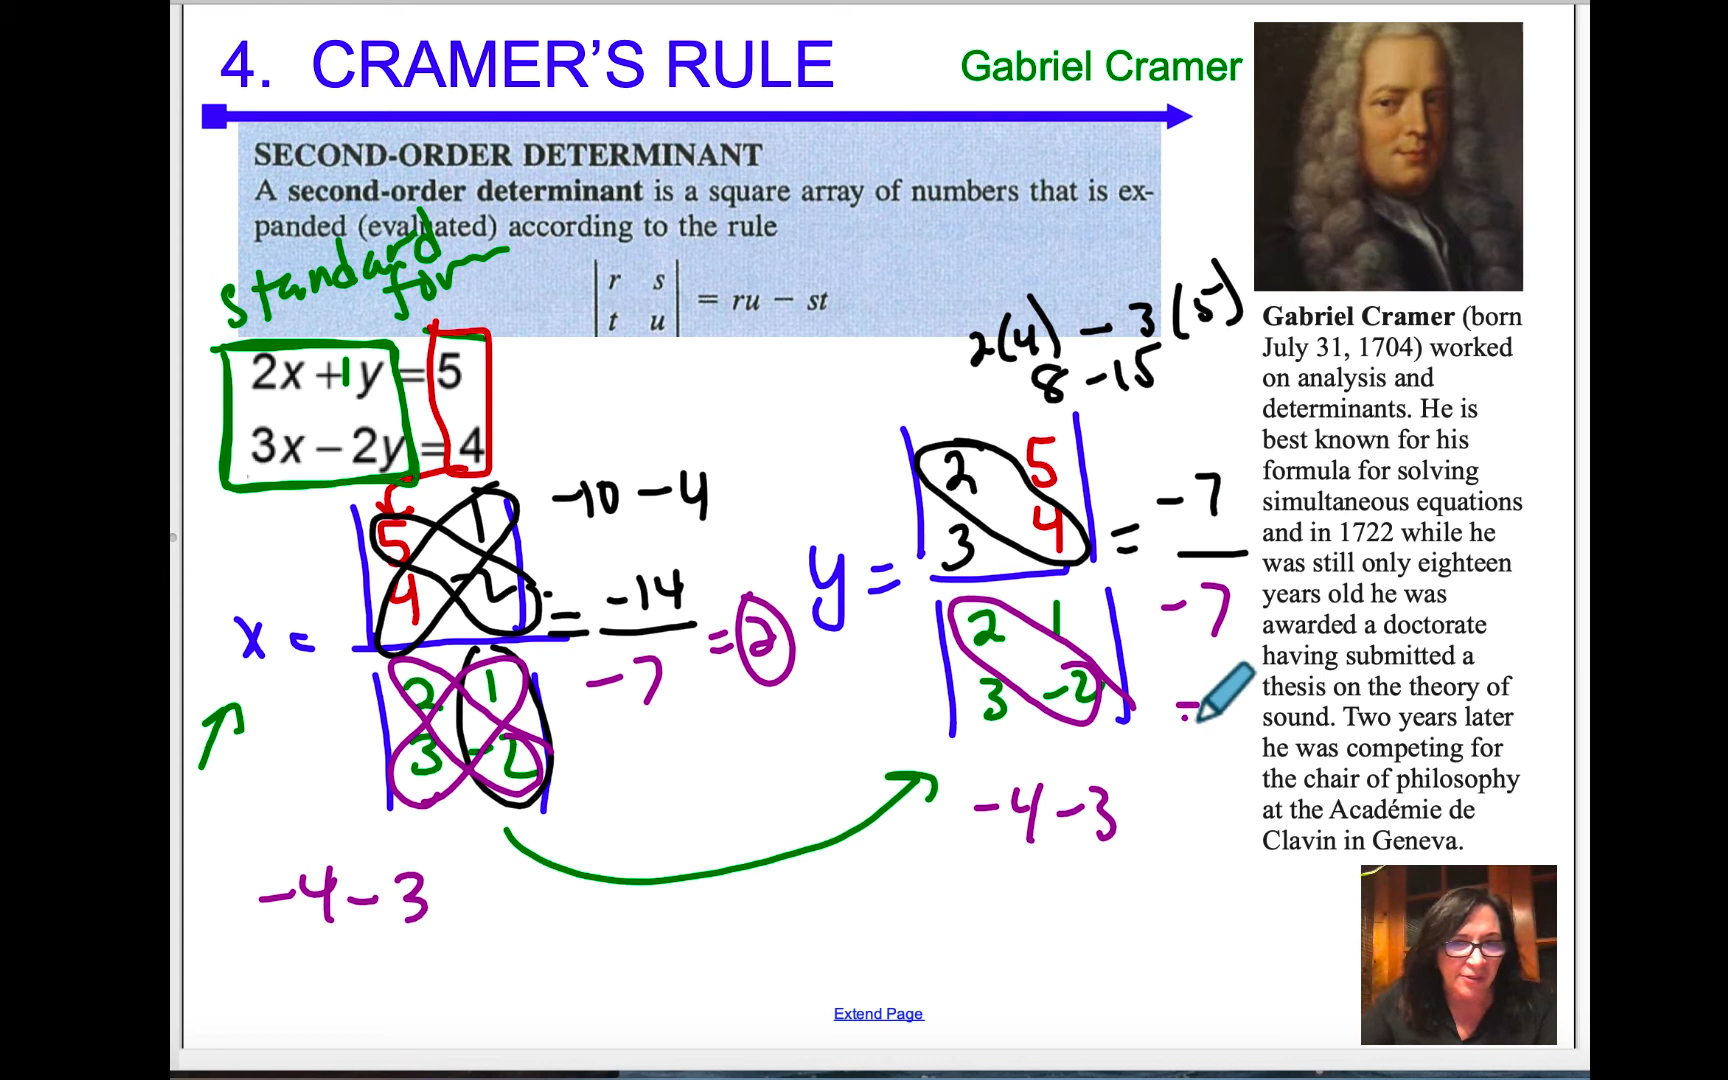 4. CRAMER'S RULE
Gabriel Cramer
SECOND-ORDER DETERMINANT
A second-order determinant is a square array of numbers that is ex-
panded (evaluated) according to the rule
| r s |
| t u | = ru − st
standard
for
2x + 1y = 5
3x − 2y = 4
2(4) − 3(5)
8 − 15
−10 − 4
5 1
4 −2
x = = −14
−7 = 2
2 1
3 −2
−4 − 3
2 5
3 4
y = = −7
−7
2 1
3 −2
=
−4 − 3
Gabriel Cramer (born
July 31, 1704) worked
on analysis and
determinants. He is
best known for his
formula for solving
simultaneous equations
and in 1722 while he
was still only eighteen
years old he was
awarded a doctorate
having submitted a
thesis on the theory of
sound. Two years later
he was competing for
the chair of philosophy
at the Académie de
Clavin in Geneva.
Extend Page